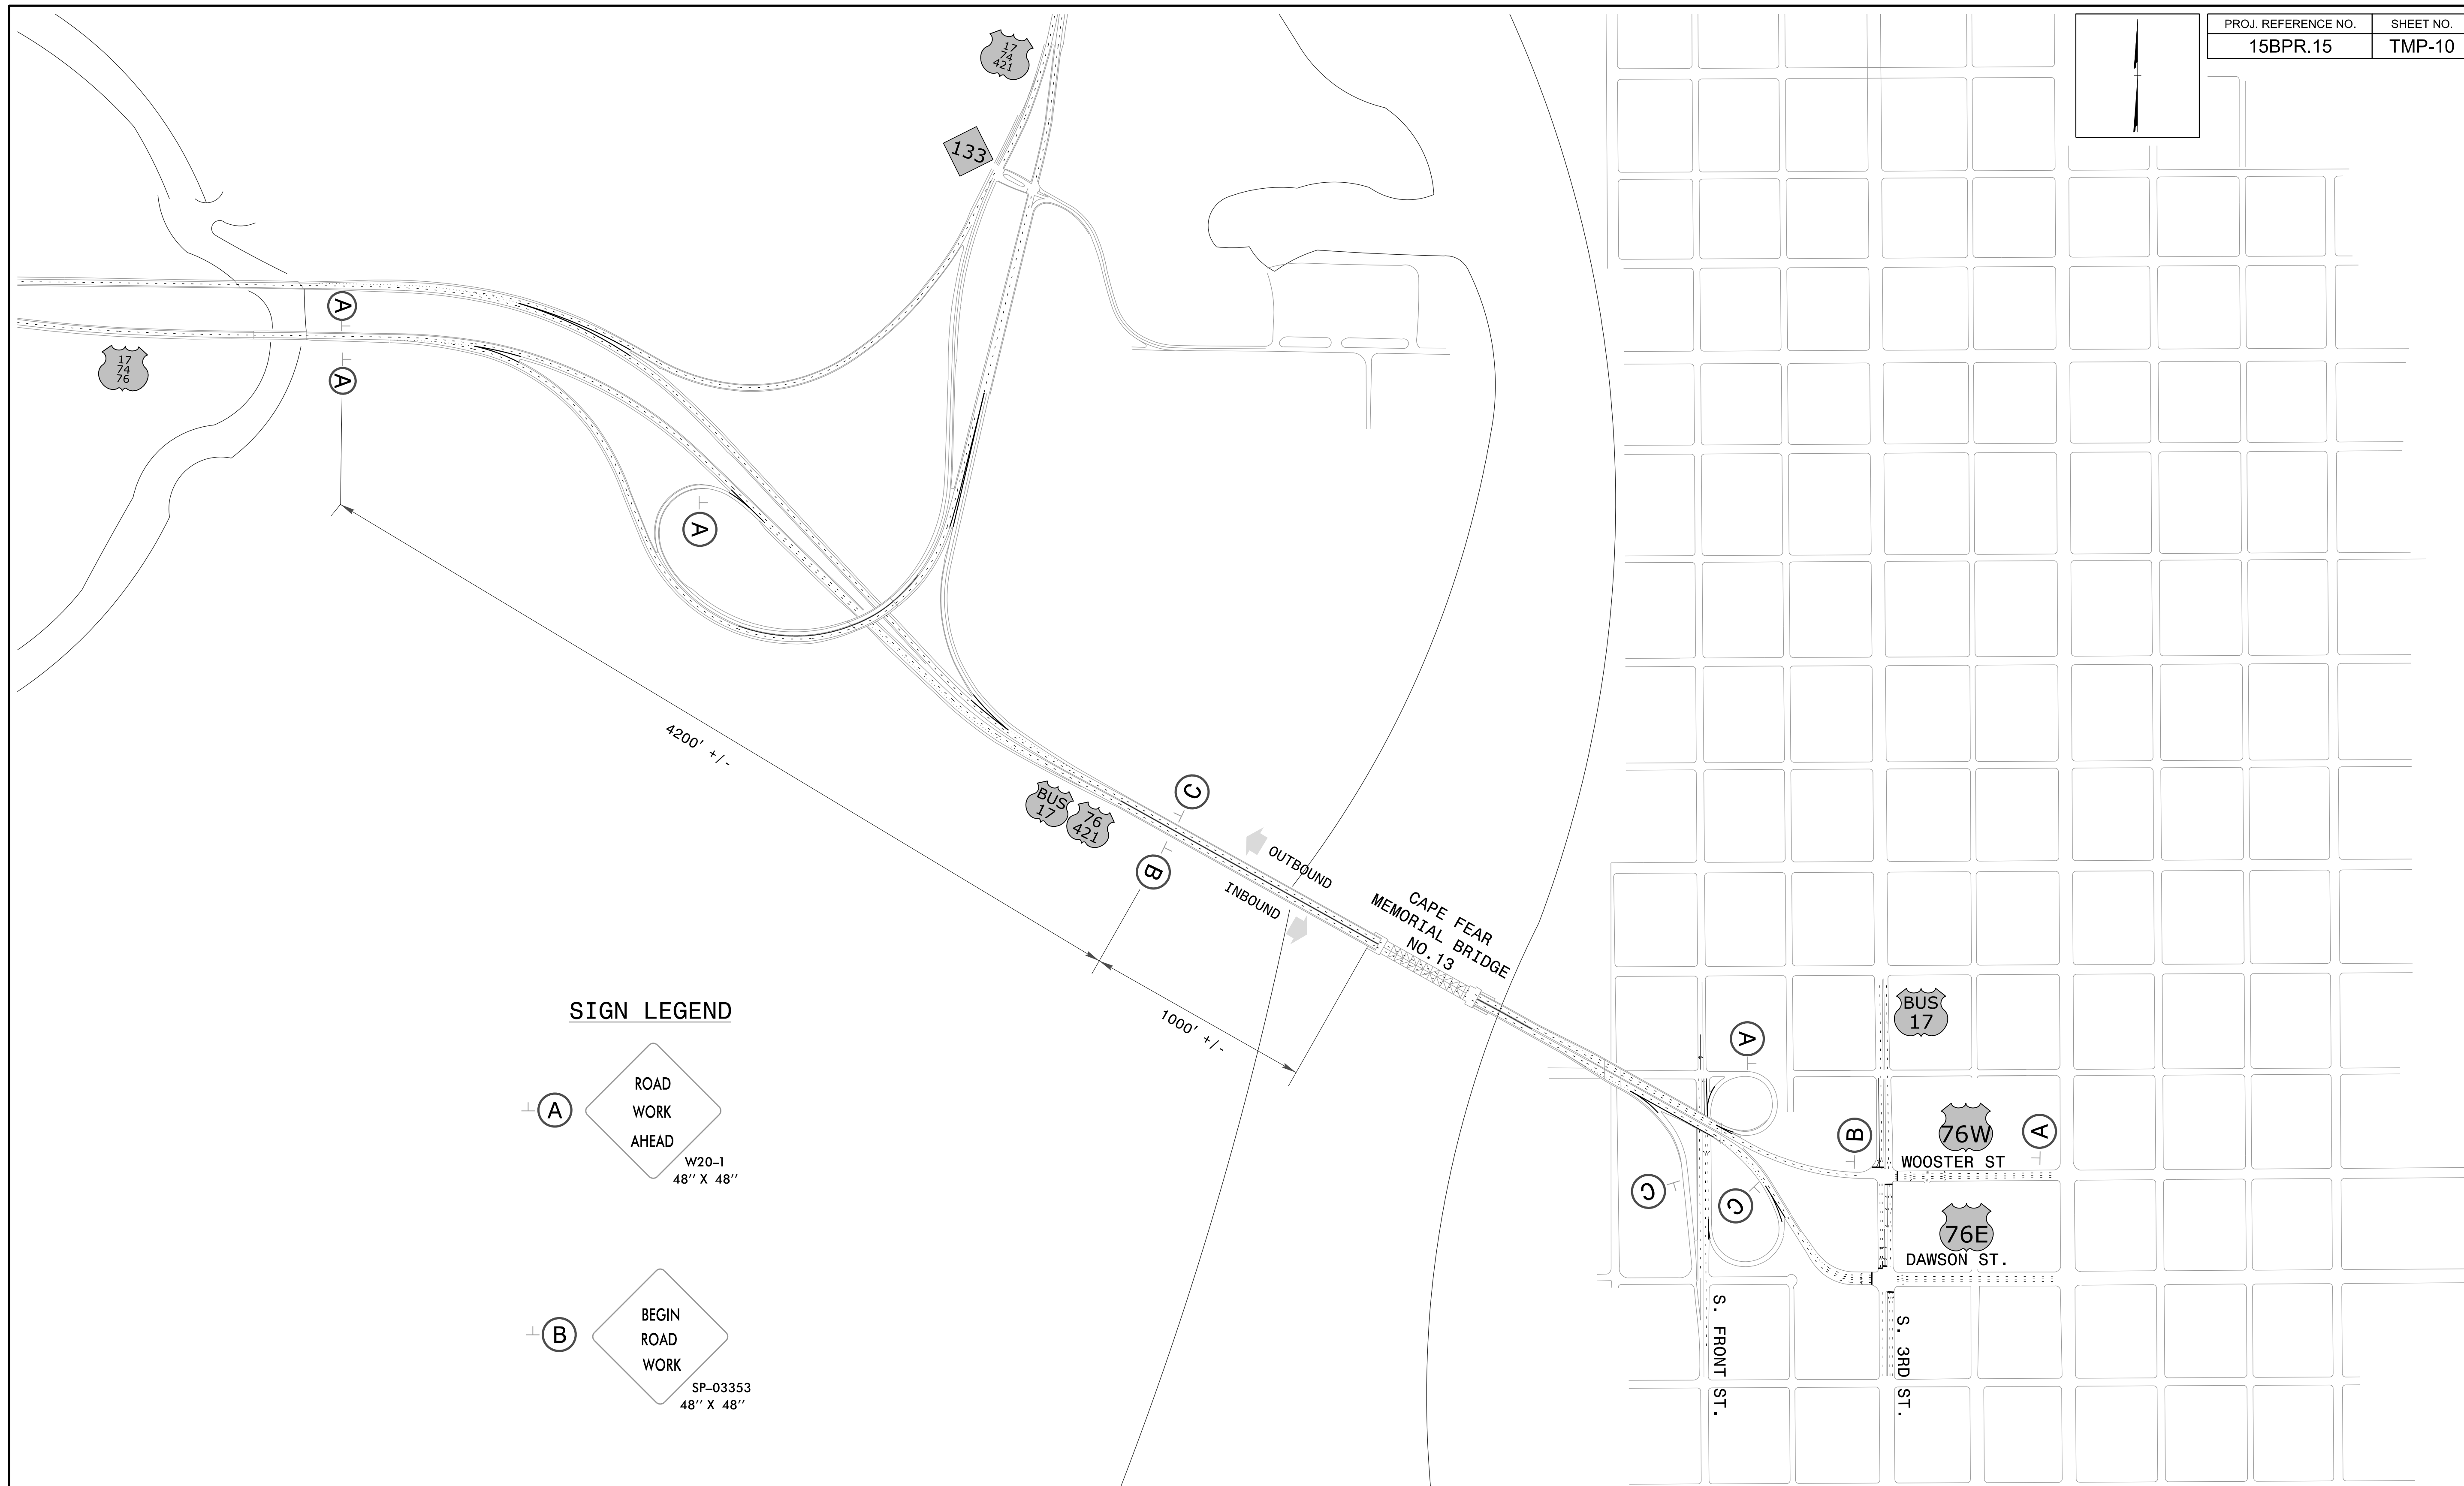 PROJ. REFERENCE NO.
SHEET NO.
15BPR.15
TMP-10
17
74
421
133
A
A
17
74
76
A
4200' +/-
BUS
17
76
421
C
B
OUTBOUND
INBOUND
CAPE FEAR
MEMORIAL BRIDGE
NO.13
1000' +/-
SIGN LEGEND
A
ROAD
WORK
AHEAD
W20-1
48'' X 48''
B
BEGIN
ROAD
WORK
SP-03353
48'' X 48''
A
C
C
BUS
17
B
76W
A
WOOSTER ST
76E
DAWSON ST.
S. FRONT ST.
S. 3RD ST.